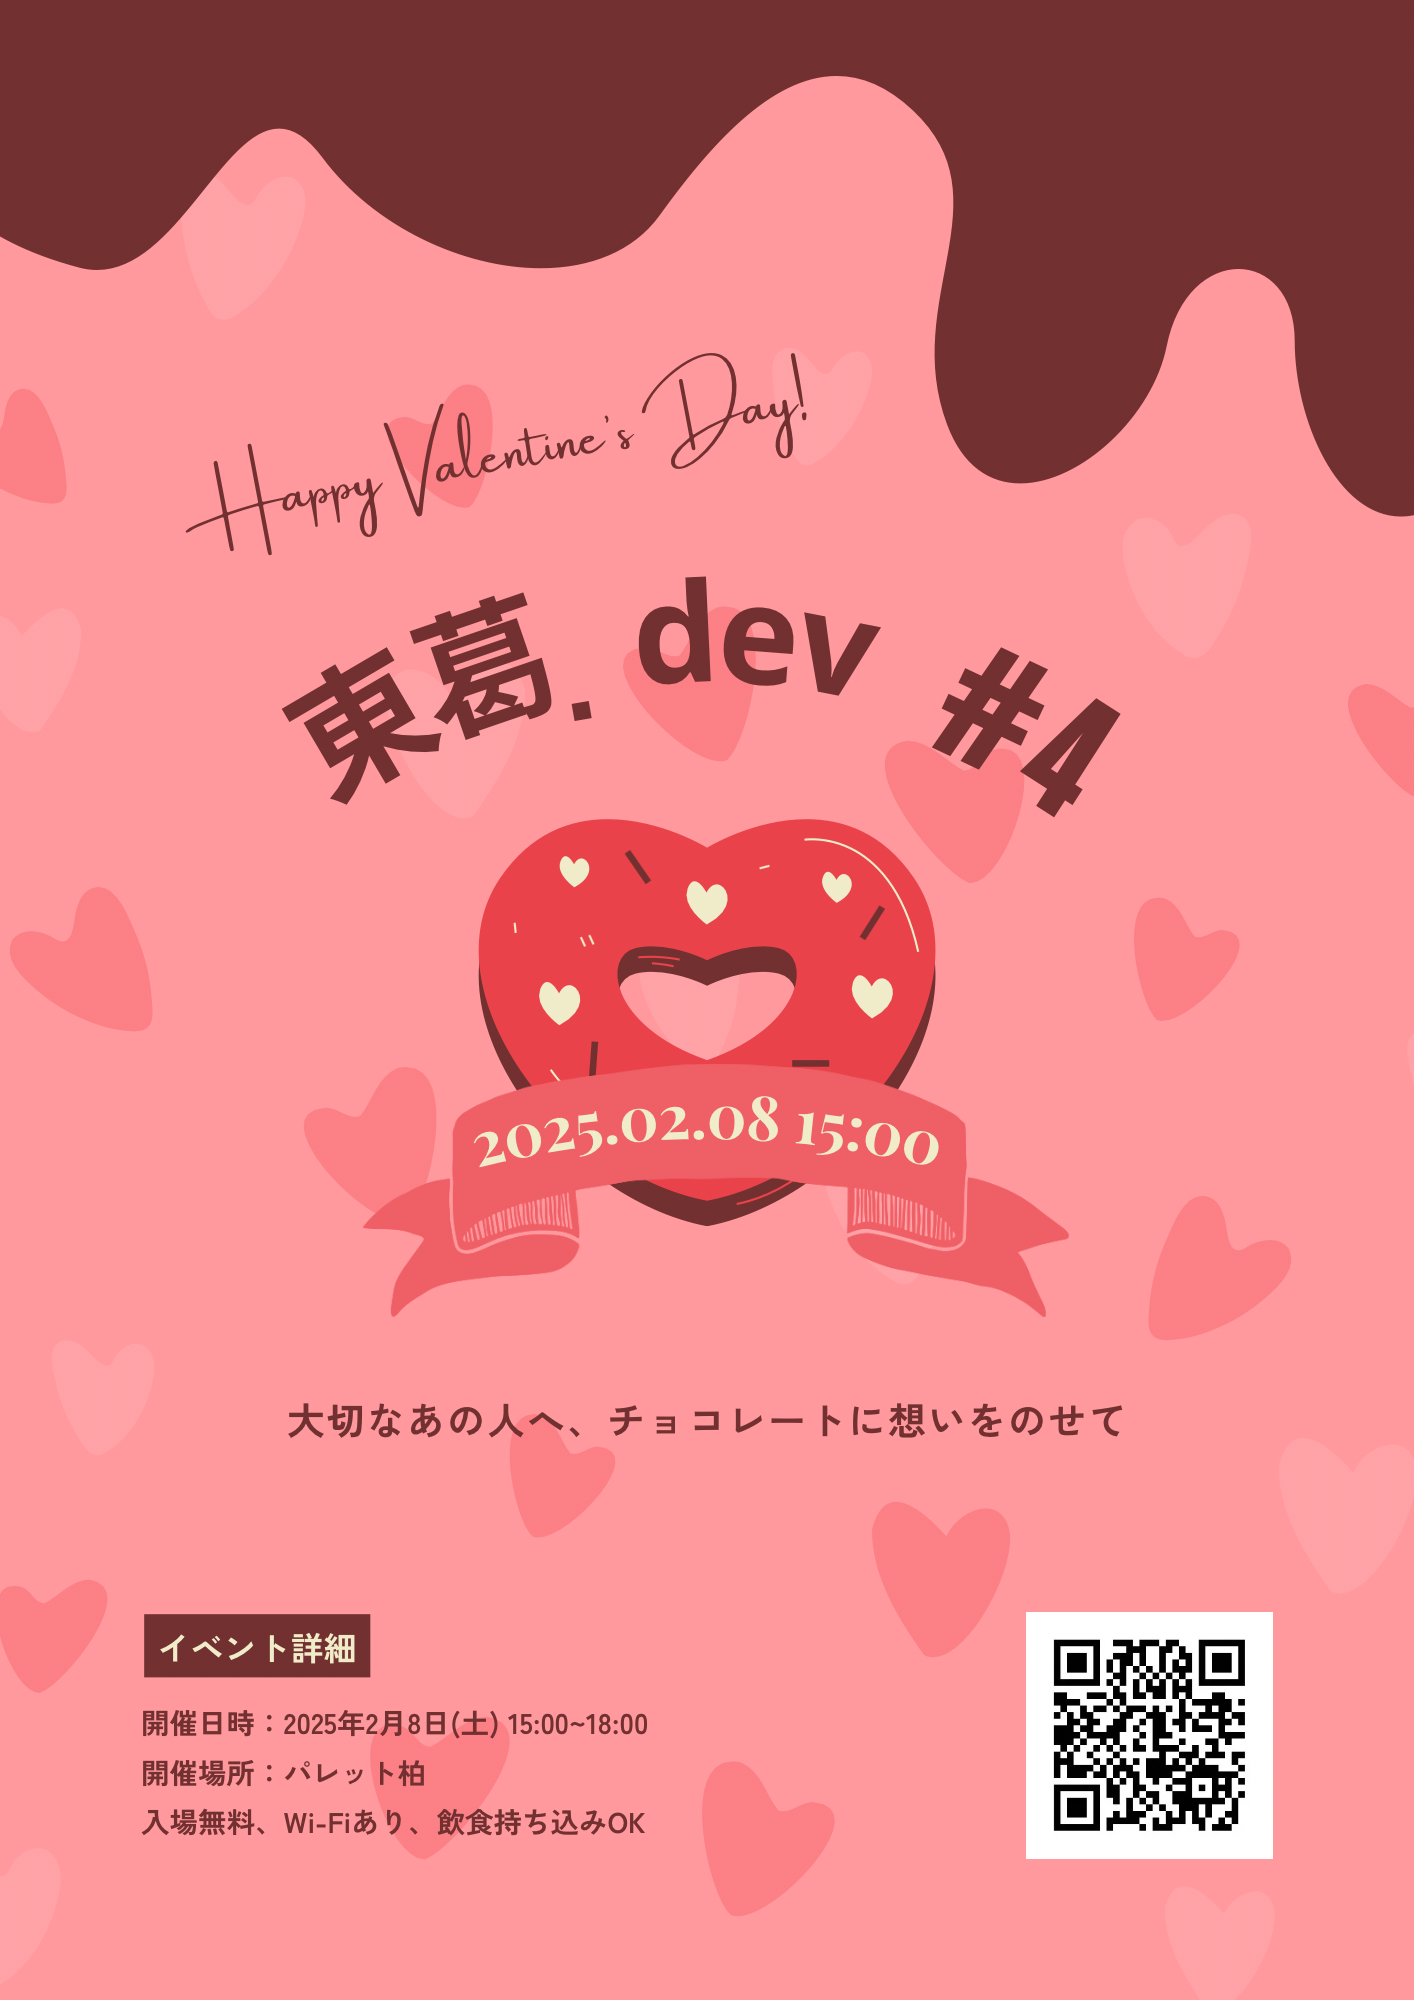 Happy Valentine's Day!
東葛. dev #4
2025.02.08 15:00
大切なあの人へ、チョコレートに想いをのせて
イベント詳細
開催日時：2025年2月8日(土) 15:00~18:00
開催場所：パレット柏
入場無料、Wi-Fiあり、飲食持ち込みOK